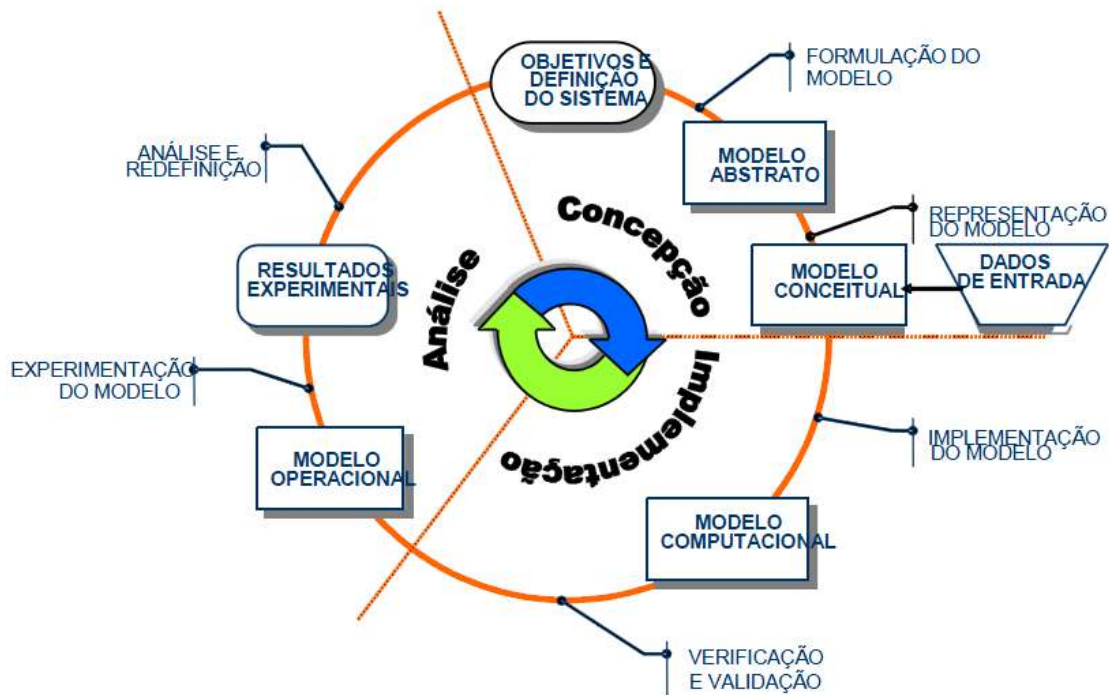 OBJETIVOS E
DEFINIÇÃO
DO SISTEMA
FORMULAÇÃO DO
MODELO
MODELO
ABSTRATO
ANÁLISE E
REDEFINIÇÃO
REPRESENTAÇÃO
DO MODELO
Concepção
MODELO
CONCEITUAL
DADOS
DE ENTRADA
RESULTADOS
EXPERIMENTAIS
Análise
Implementação
EXPERIMENTAÇÃO
DO MODELO
IMPLEMENTAÇÃO
DO MODELO
MODELO
OPERACIONAL
MODELO
COMPUTACIONAL
VERIFICAÇÃO
E VALIDAÇÃO